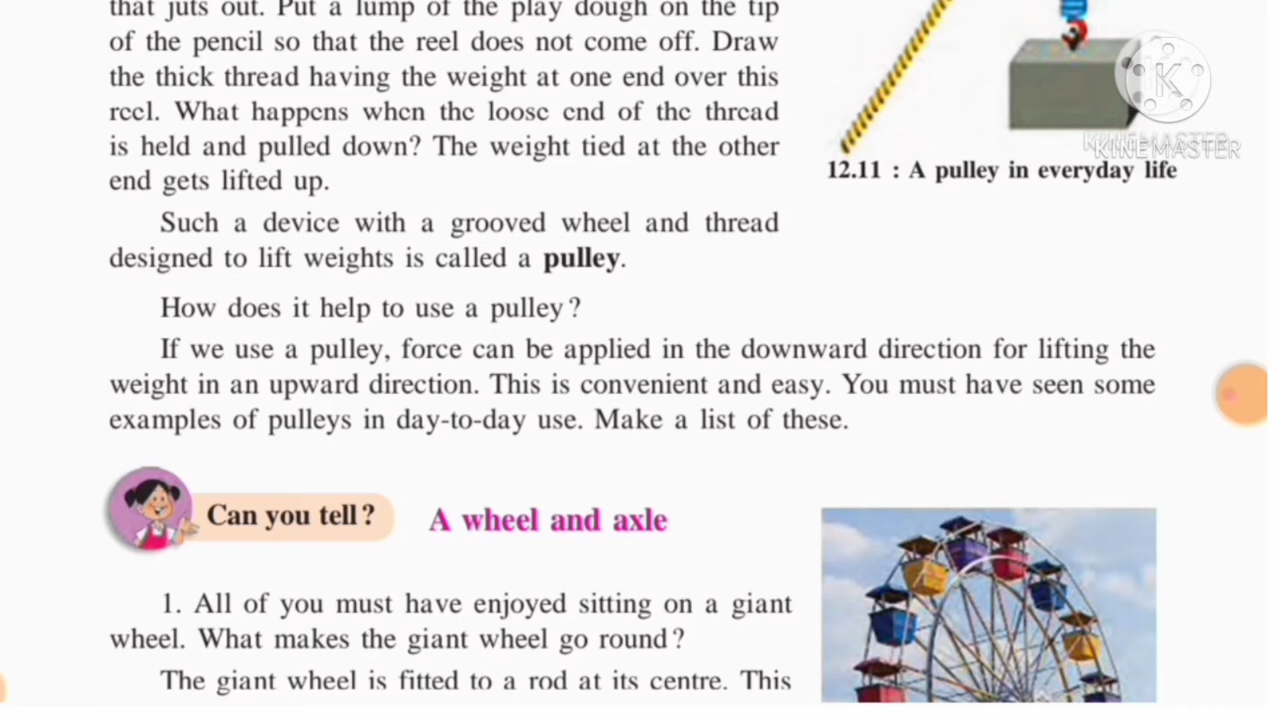 that juts out. Put a lump of the play dough on the tip
of the pencil so that the reel does not come off. Draw
the thick thread having the weight at one end over this
reel. What happens when the loose end of the thread
is held and pulled down? The weight tied at the other
end gets lifted up.
K
KINEMASTER
KINEMASTER
12.11 : A pulley in everyday life
Such a device with a grooved wheel and thread
designed to lift weights is called a pulley.
How does it help to use a pulley?
If we use a pulley, force can be applied in the downward direction for lifting the
weight in an upward direction. This is convenient and easy. You must have seen some
examples of pulleys in day-to-day use. Make a list of these.
Can you tell?
A wheel and axle
1. All of you must have enjoyed sitting on a giant
wheel. What makes the giant wheel go round?
The giant wheel is fitted to a rod at its centre. This